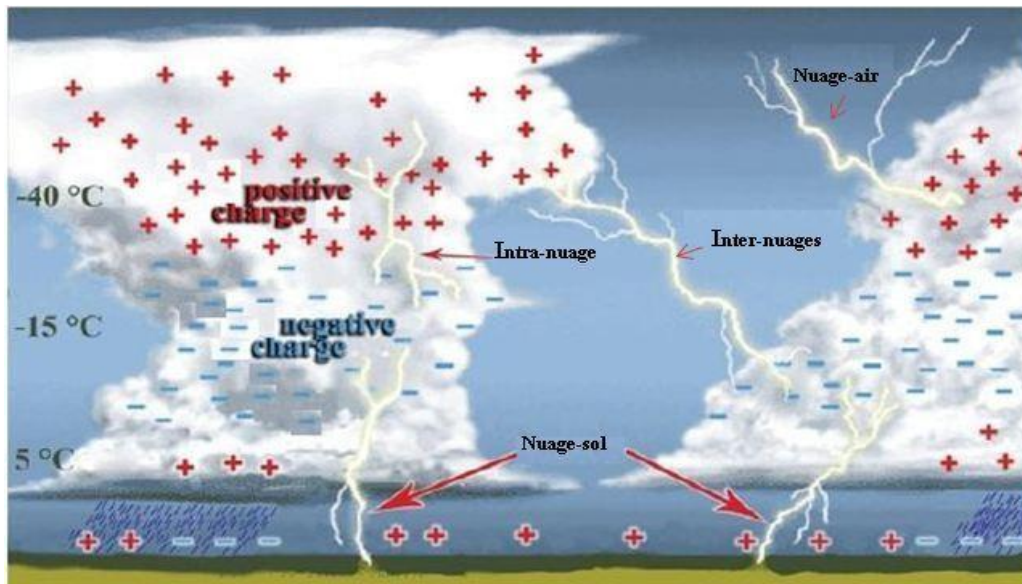 Nuage-air
-40 °C
positive
charge
Intra-nuage
Inter-nuages
-15 °C
negative
charge
Nuage-sol
5 °C